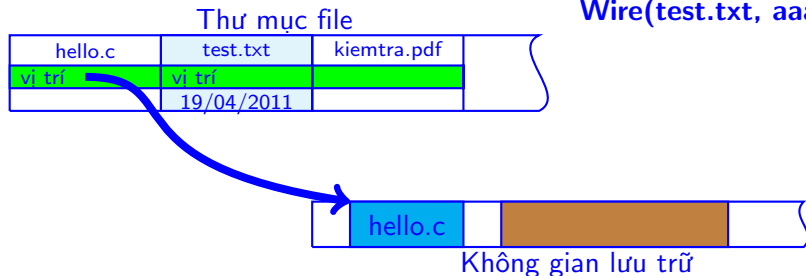 Wire(test.txt, aaa
Thư mục file
hello.c test.txt kiemtra.pdf
vị trí vị trí
19/04/2011
hello.c
Không gian lưu trữ